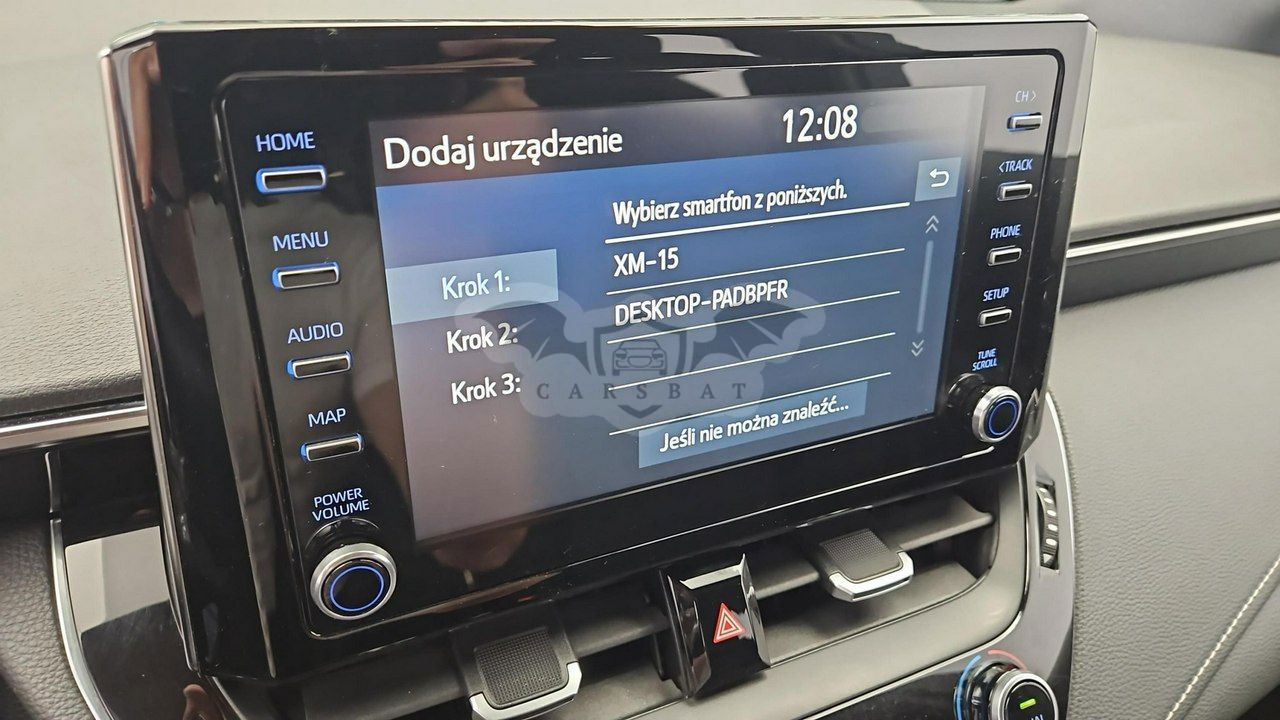 HOME
MENU
AUDIO
MAP
POWER
VOLUME
Dodaj urządzenie
12:08
Wybierz smartfon z poniższych.
Krok 1:
XM-15
Krok 2:
DESKTOP-PADBPFR
Krok 3:
CARSBAT
Jeśli nie można znaleźć...
CH >
< TRACK
PHONE
SETUP
TUNE
SCROLL